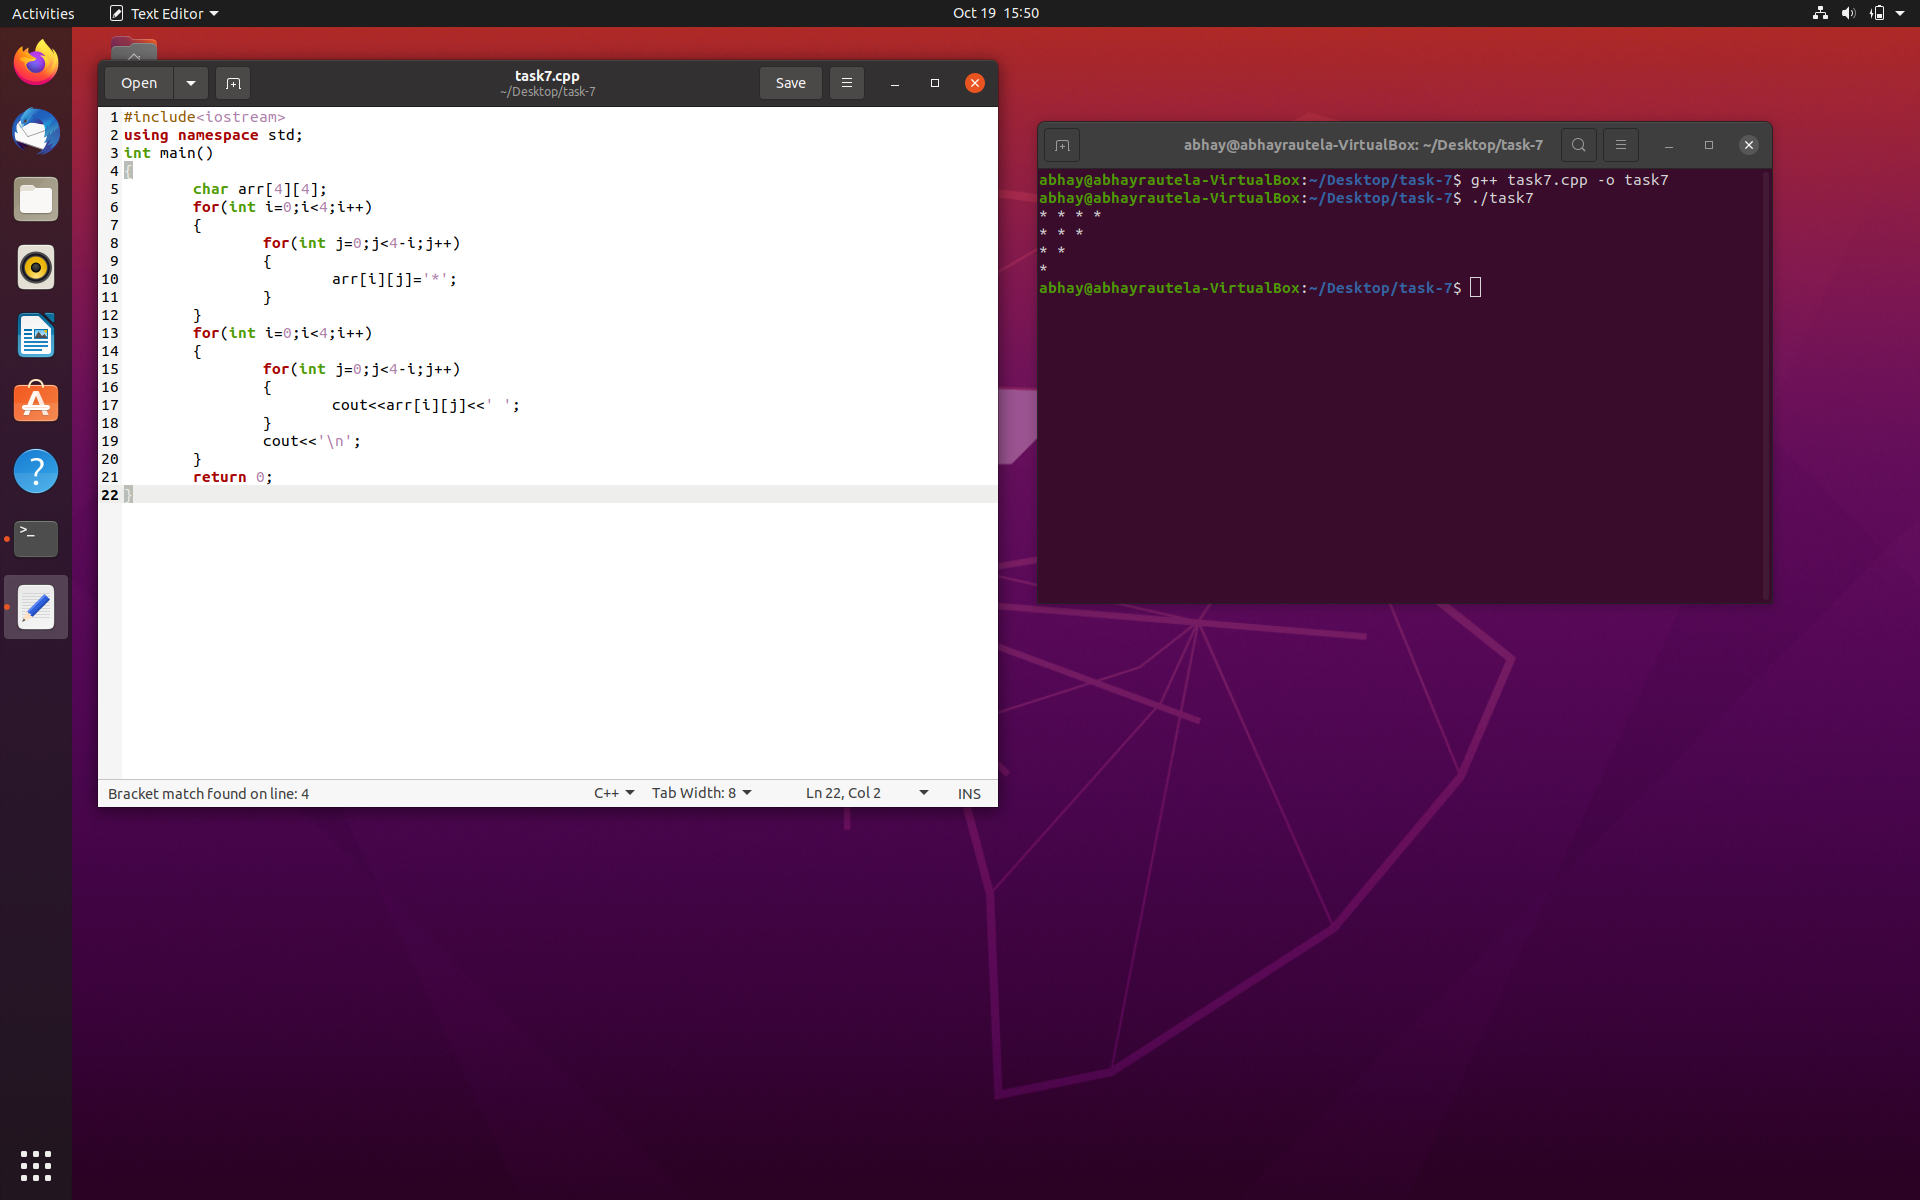 Activities Text Editor Oct 19 15:50
Open task7.cpp Save
~/Desktop/task-7
1 #include<iostream>
2 using namespace std;
3 int main()
4 {
5         char arr[4][4];
6         for(int i=0;i<4;i++)
7         {
8                 for(int j=0;j<4-i;j++)
9                 {
10                         arr[i][j]='*';
11                 }
12         }
13         for(int i=0;i<4;i++)
14         {
15                 for(int j=0;j<4-i;j++)
16                 {
17                         cout<<arr[i][j]<<' ';
18                 }
19                 cout<<'\n';
20         }
21         return 0;
22 }
Bracket match found on line: 4 C++ Tab Width: 8 Ln 22, Col 2 INS
abhay@abhayrautela-VirtualBox: ~/Desktop/task-7
abhay@abhayrautela-VirtualBox:~/Desktop/task-7$ g++ task7.cpp -o task7
abhay@abhayrautela-VirtualBox:~/Desktop/task-7$ ./task7
* * * *
* * *
* *
*
abhay@abhayrautela-VirtualBox:~/Desktop/task-7$